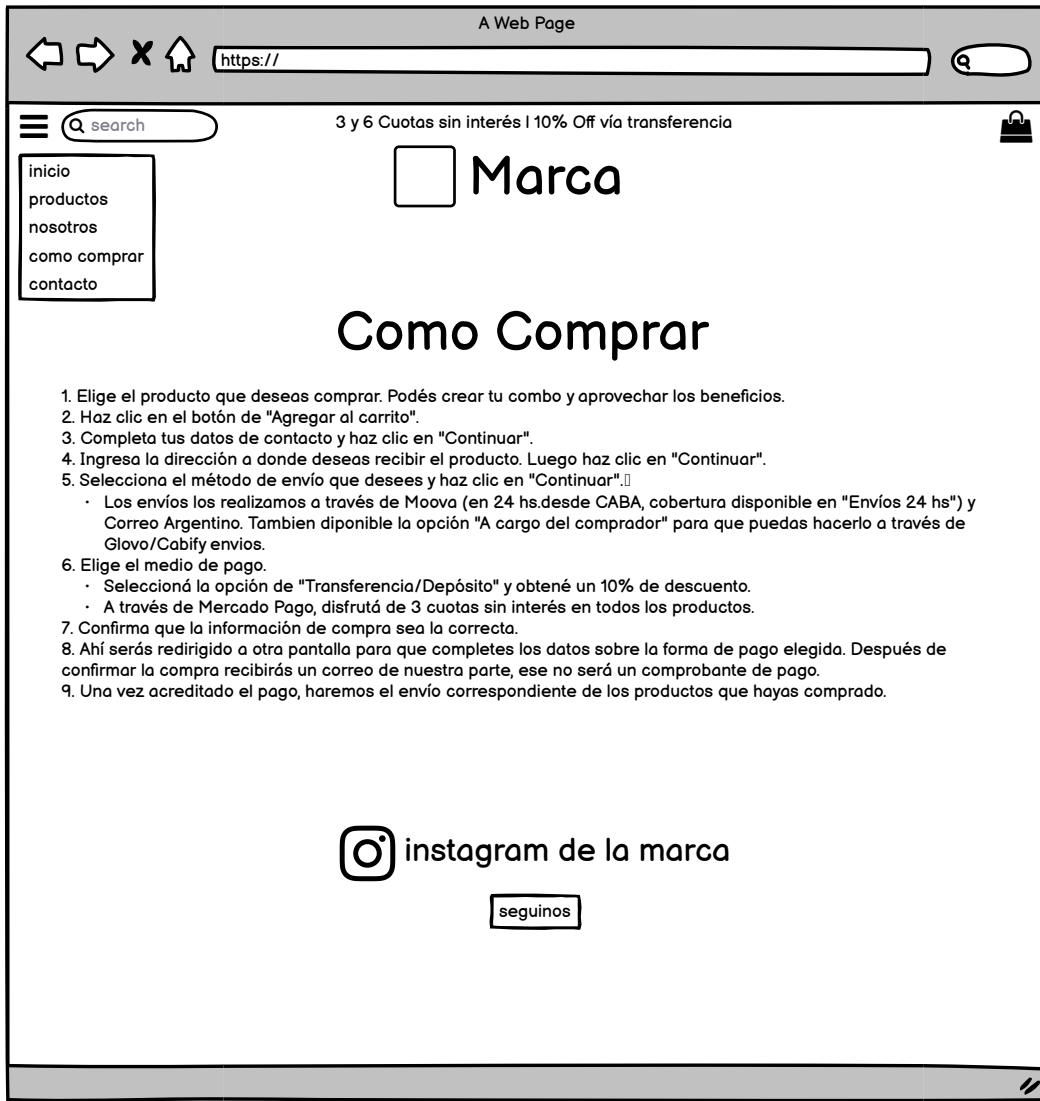 A Web Page
https://
search
3 y 6 Cuotas sin interés | 10% Off vía transferencia
Marca
inicio
productos
nosotros
como comprar
contacto
Como Comprar
1. Elige el producto que deseas comprar. Podés crear tu combo y aprovechar los beneficios.
2. Haz clic en el botón de "Agregar al carrito".
3. Completa tus datos de contacto y haz clic en "Continuar".
4. Ingresa la dirección a donde deseas recibir el producto. Luego haz clic en "Continuar".
5. Selecciona el método de envío que desees y haz clic en "Continuar".
· Los envíos los realizamos a través de Moova (en 24 hs.desde CABA, cobertura disponible en "Envíos 24 hs") y
Correo Argentino. Tambien diponible la opción "A cargo del comprador" para que puedas hacerlo a través de
Glovo/Cabify envios.
6. Elige el medio de pago.
· Seleccioná la opción de "Transferencia/Depósito" y obtené un 10% de descuento.
· A través de Mercado Pago, disfrutá de 3 cuotas sin interés en todos los productos.
7. Confirma que la información de compra sea la correcta.
8. Ahí serás redirigido a otra pantalla para que completes los datos sobre la forma de pago elegida. Después de
confirmar la compra recibirás un correo de nuestra parte, ese no será un comprobante de pago.
9. Una vez acreditado el pago, haremos el envío correspondiente de los productos que hayas comprado.
instagram de la marca
seguinos